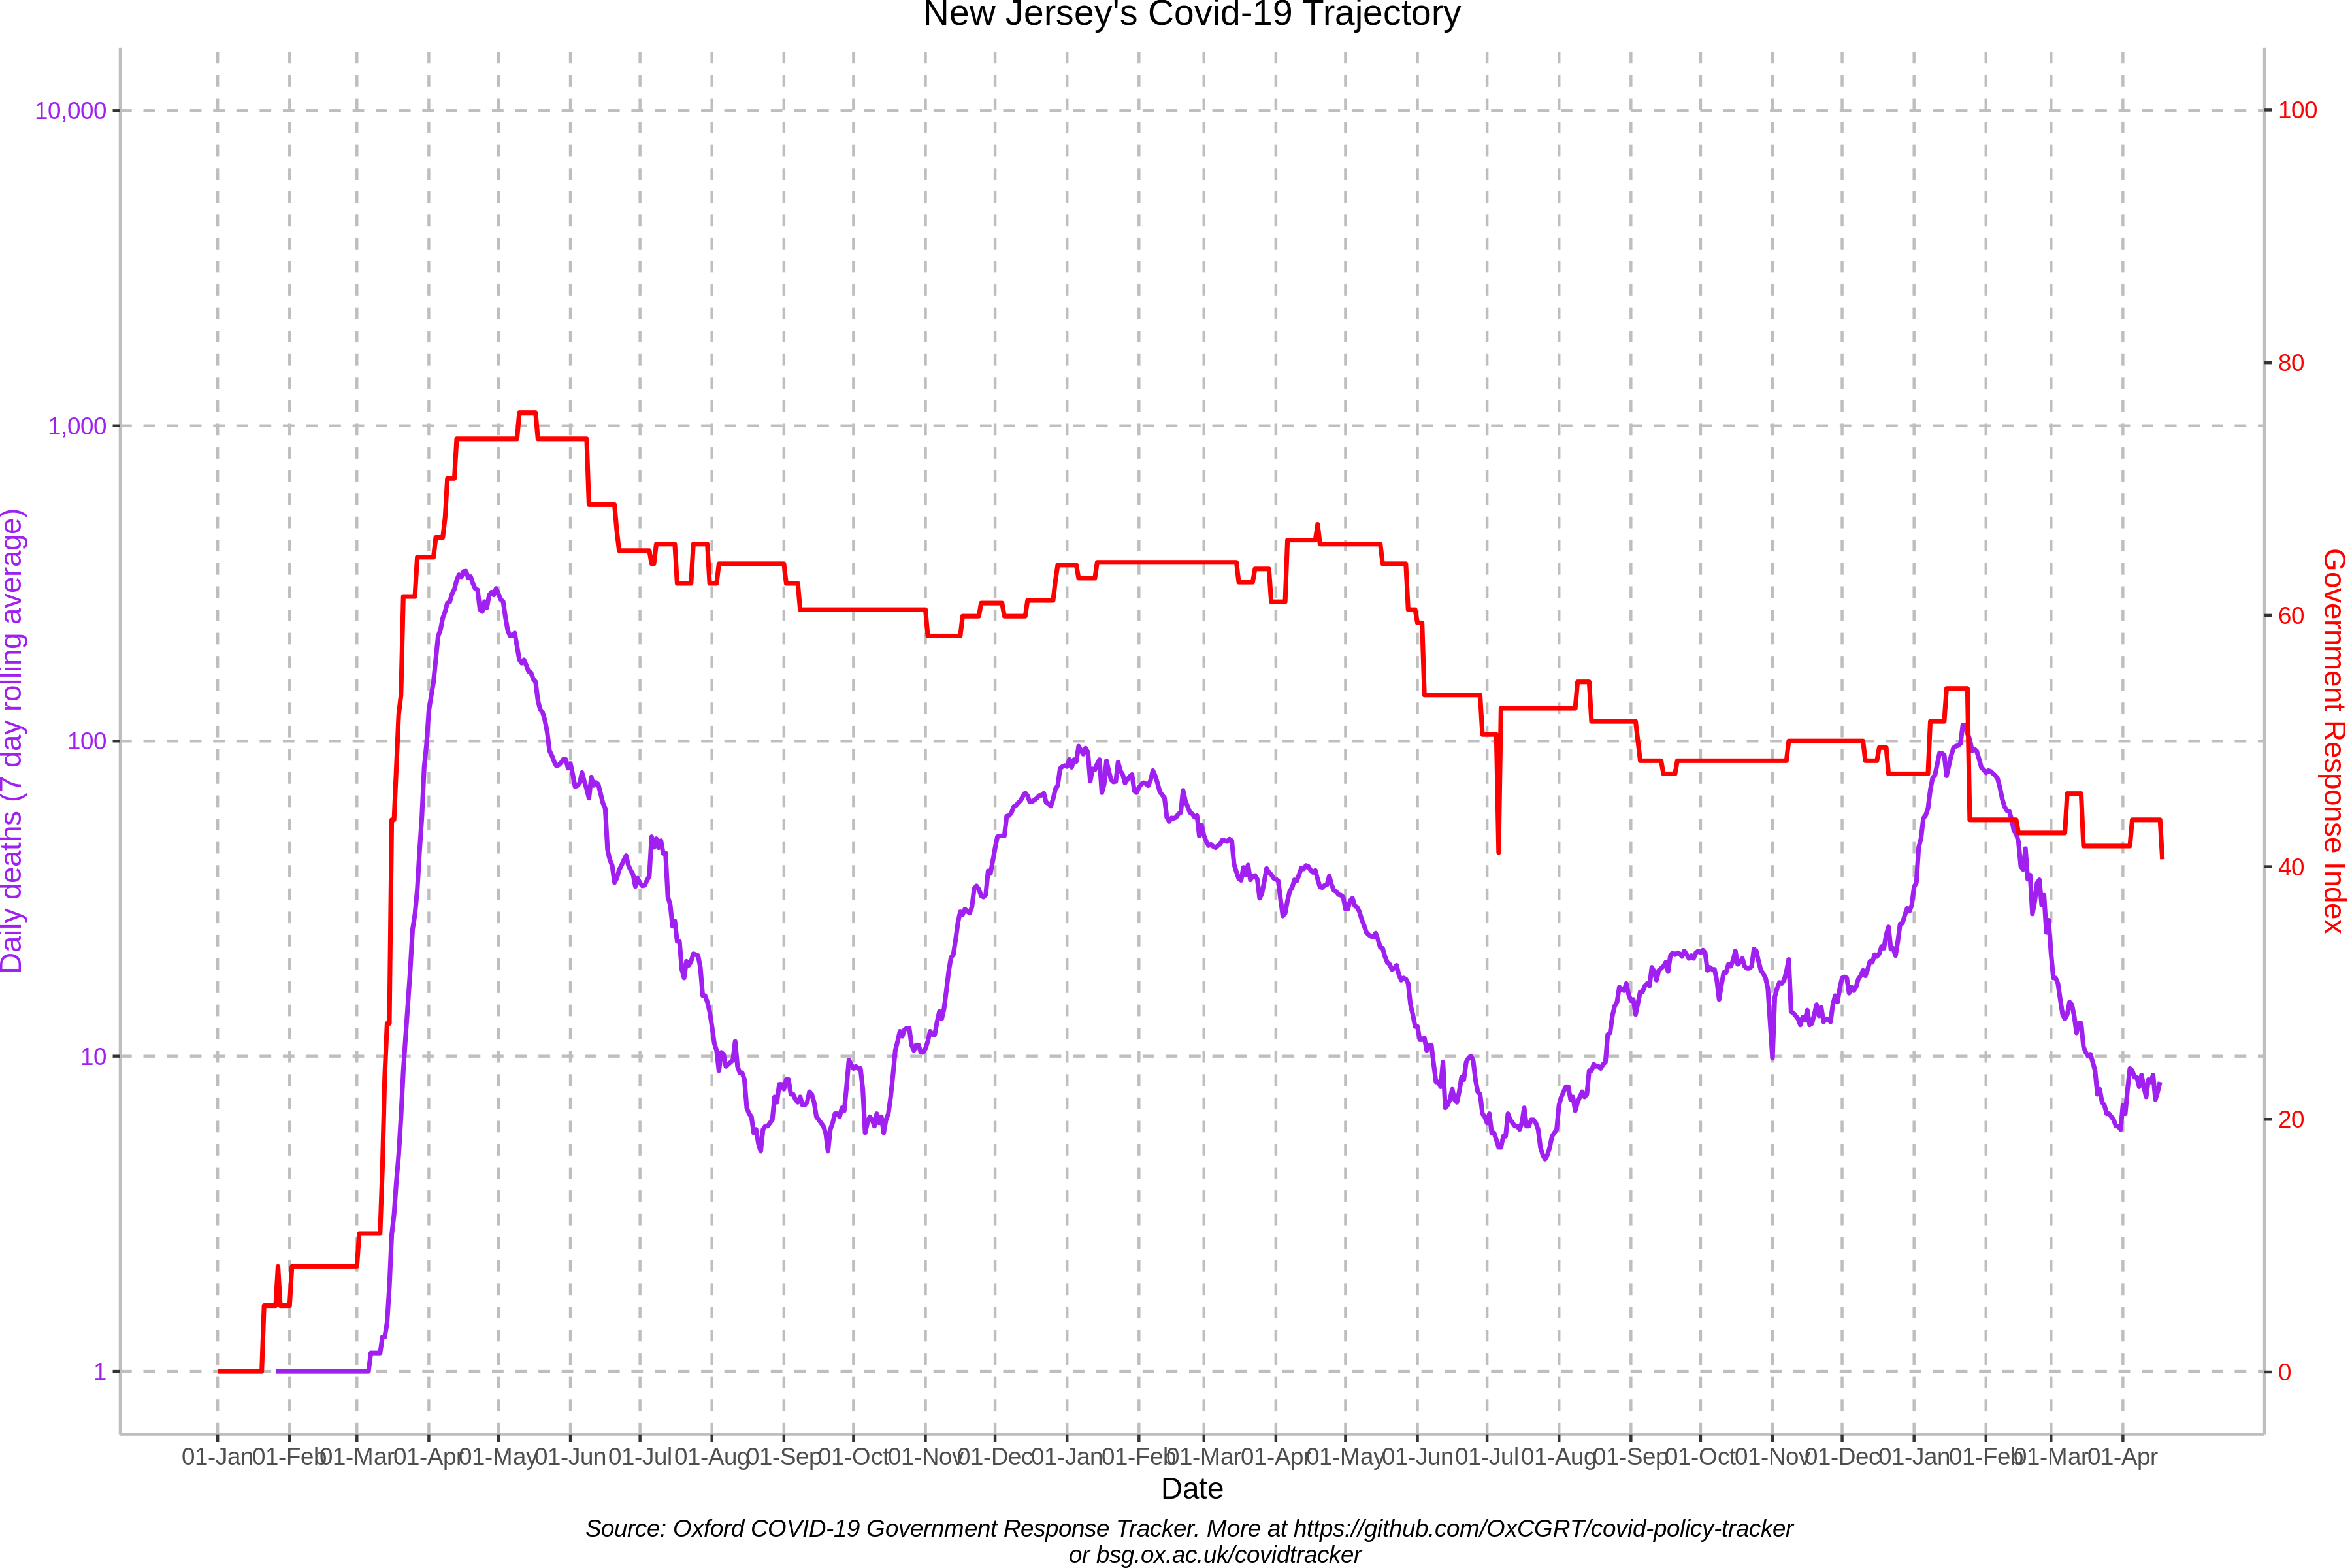 New Jersey's Covid-19 Trajectory
10,000
1,000
100
10
1
Daily deaths (7 day rolling average)
100
80
60
40
20
0
Government Response Index
01-Jan 01-Feb 01-Mar 01-Apr 01-May 01-Jun 01-Jul 01-Aug 01-Sep 01-Oct 01-Nov 01-Dec 01-Jan 01-Feb 01-Mar 01-Apr 01-May 01-Jun 01-Jul 01-Aug 01-Sep 01-Oct 01-Nov 01-Dec 01-Jan 01-Feb 01-Mar 01-Apr
Date
Source: Oxford COVID-19 Government Response Tracker. More at https://github.com/OxCGRT/covid-policy-tracker
or bsg.ox.ac.uk/covidtracker